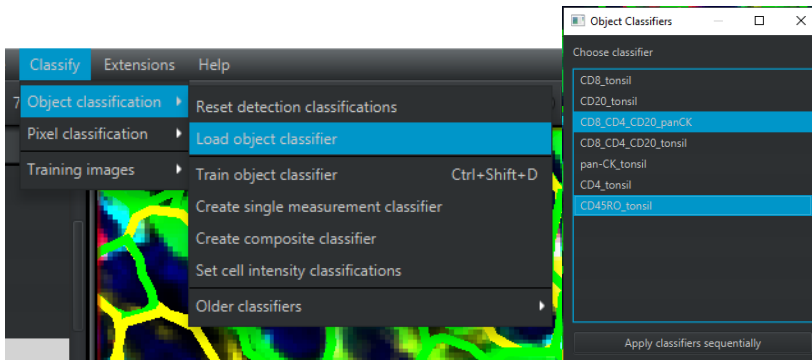 Classify Extensions Help
7
Object classification
Pixel classification
Training images
Reset detection classifications
Load object classifier
Train object classifier Ctrl+Shift+D
Create single measurement classifier
Create composite classifier
Set cell intensity classifications
Older classifiers
Object Classifiers
Choose classifier
CD8_tonsil
CD20_tonsil
CD8_CD4_CD20_panCK
CD8_CD4_CD20_tonsil
pan-CK_tonsil
CD4_tonsil
CD45RO_tonsil
Apply classifiers sequentially